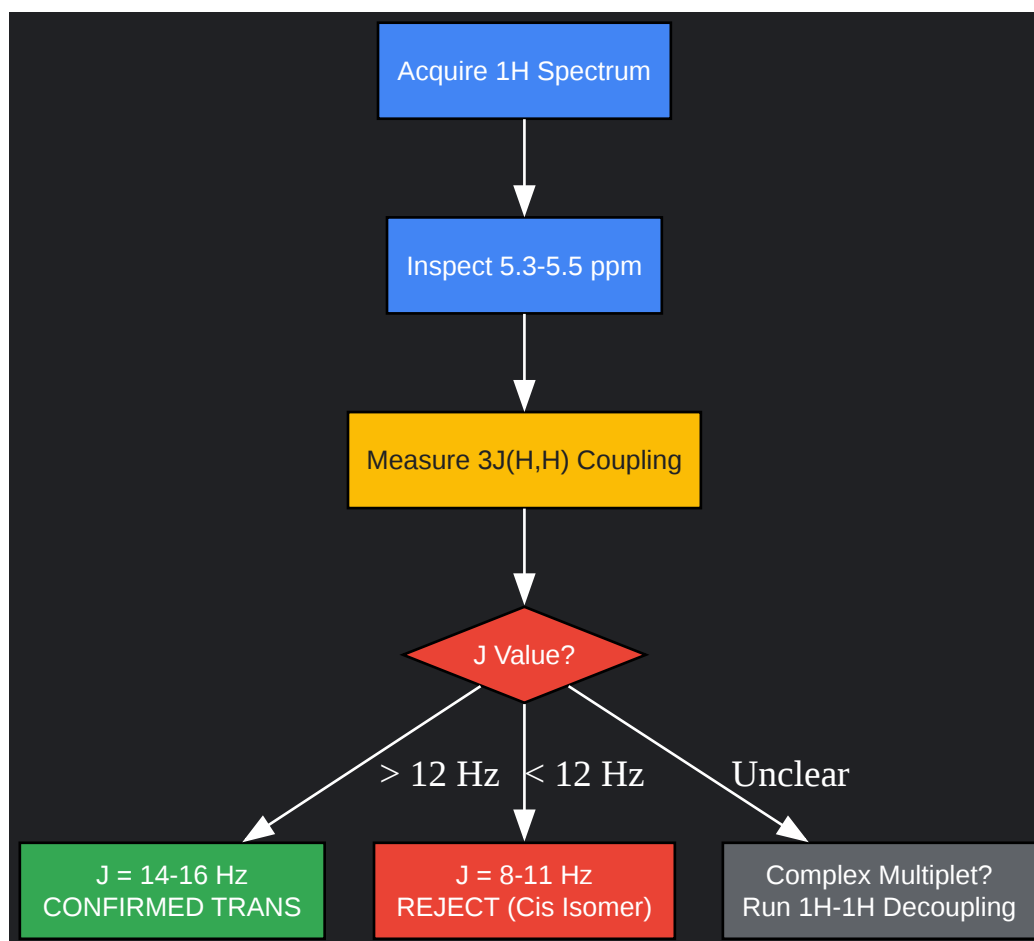 Acquire 1H Spectrum
Inspect 5.3-5.5 ppm
Measure 3J(H,H) Coupling
J Value?
> 12 Hz
< 12 Hz
Unclear
J = 14-16 Hz
CONFIRMED TRANS
J = 8-11 Hz
REJECT (Cis Isomer)
Complex Multiplet?
Run 1H-1H Decoupling